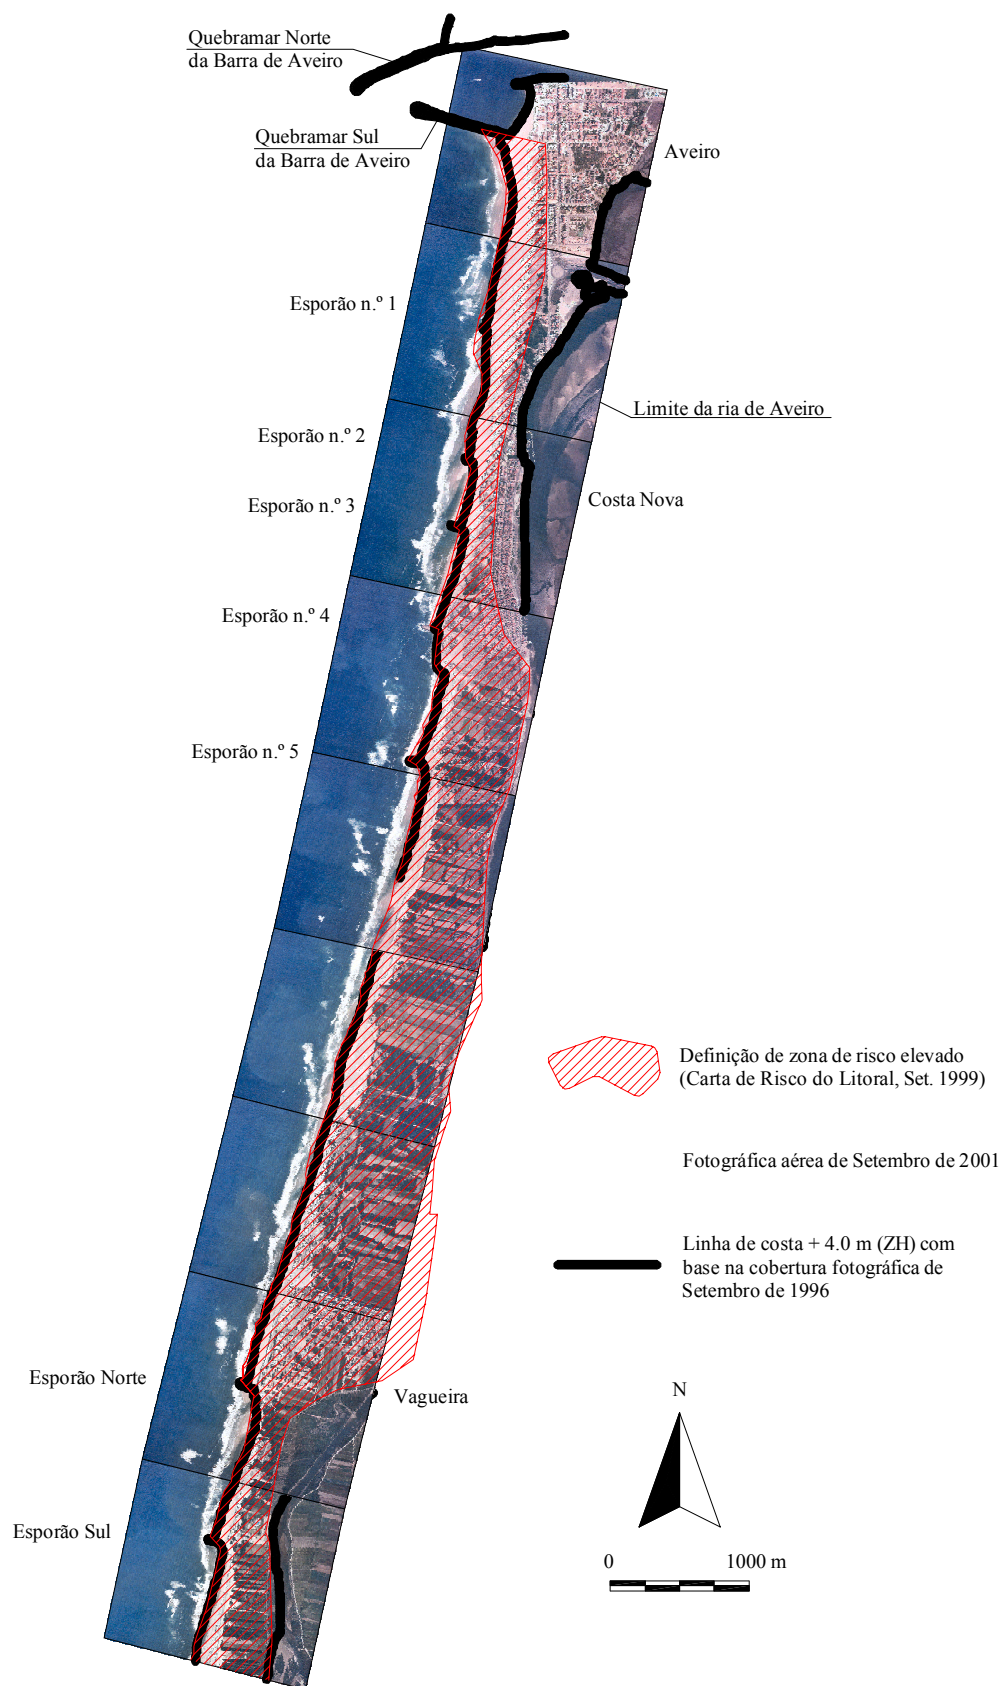 Quebramar Norte
da Barra de Aveiro
Quebramar Sul
da Barra de Aveiro
Aveiro
Esporão n.º 1
Limite da ria de Aveiro
Esporão n.º 2
Costa Nova
Esporão n.º 3
Esporão n.º 4
Esporão n.º 5
Definição de zona de risco elevado
(Carta de Risco do Litoral, Set. 1999)
Fotográfica aérea de Setembro de 2001
Linha de costa + 4.0 m (ZH) com
base na cobertura fotográfica de
Setembro de 1996
Esporão Norte
Vagueira
N
Esporão Sul
0 1000 m